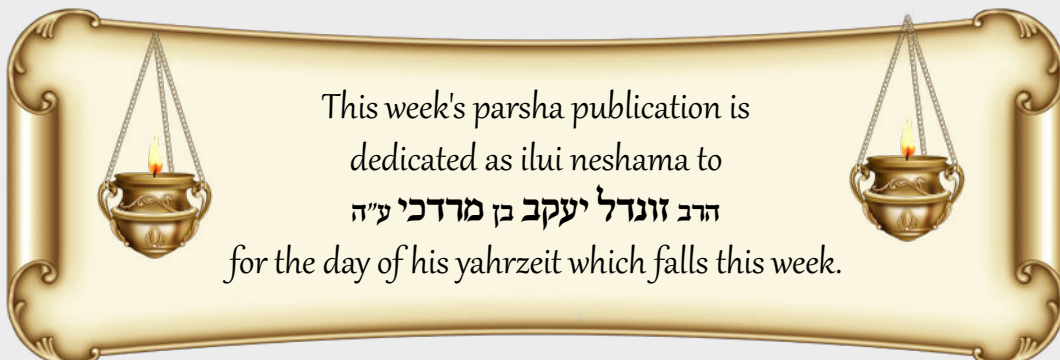 This week's parsha publication is
dedicated as ilui neshama to
הרב זונדל יעקב בן מרדכי ע״ה
for the day of his yahrzeit which falls this week.